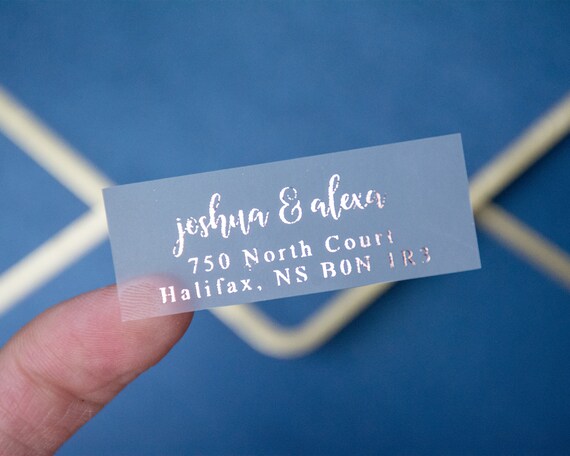 joshua & alexa
750 North Court
Halifax, NS B0N 1R3